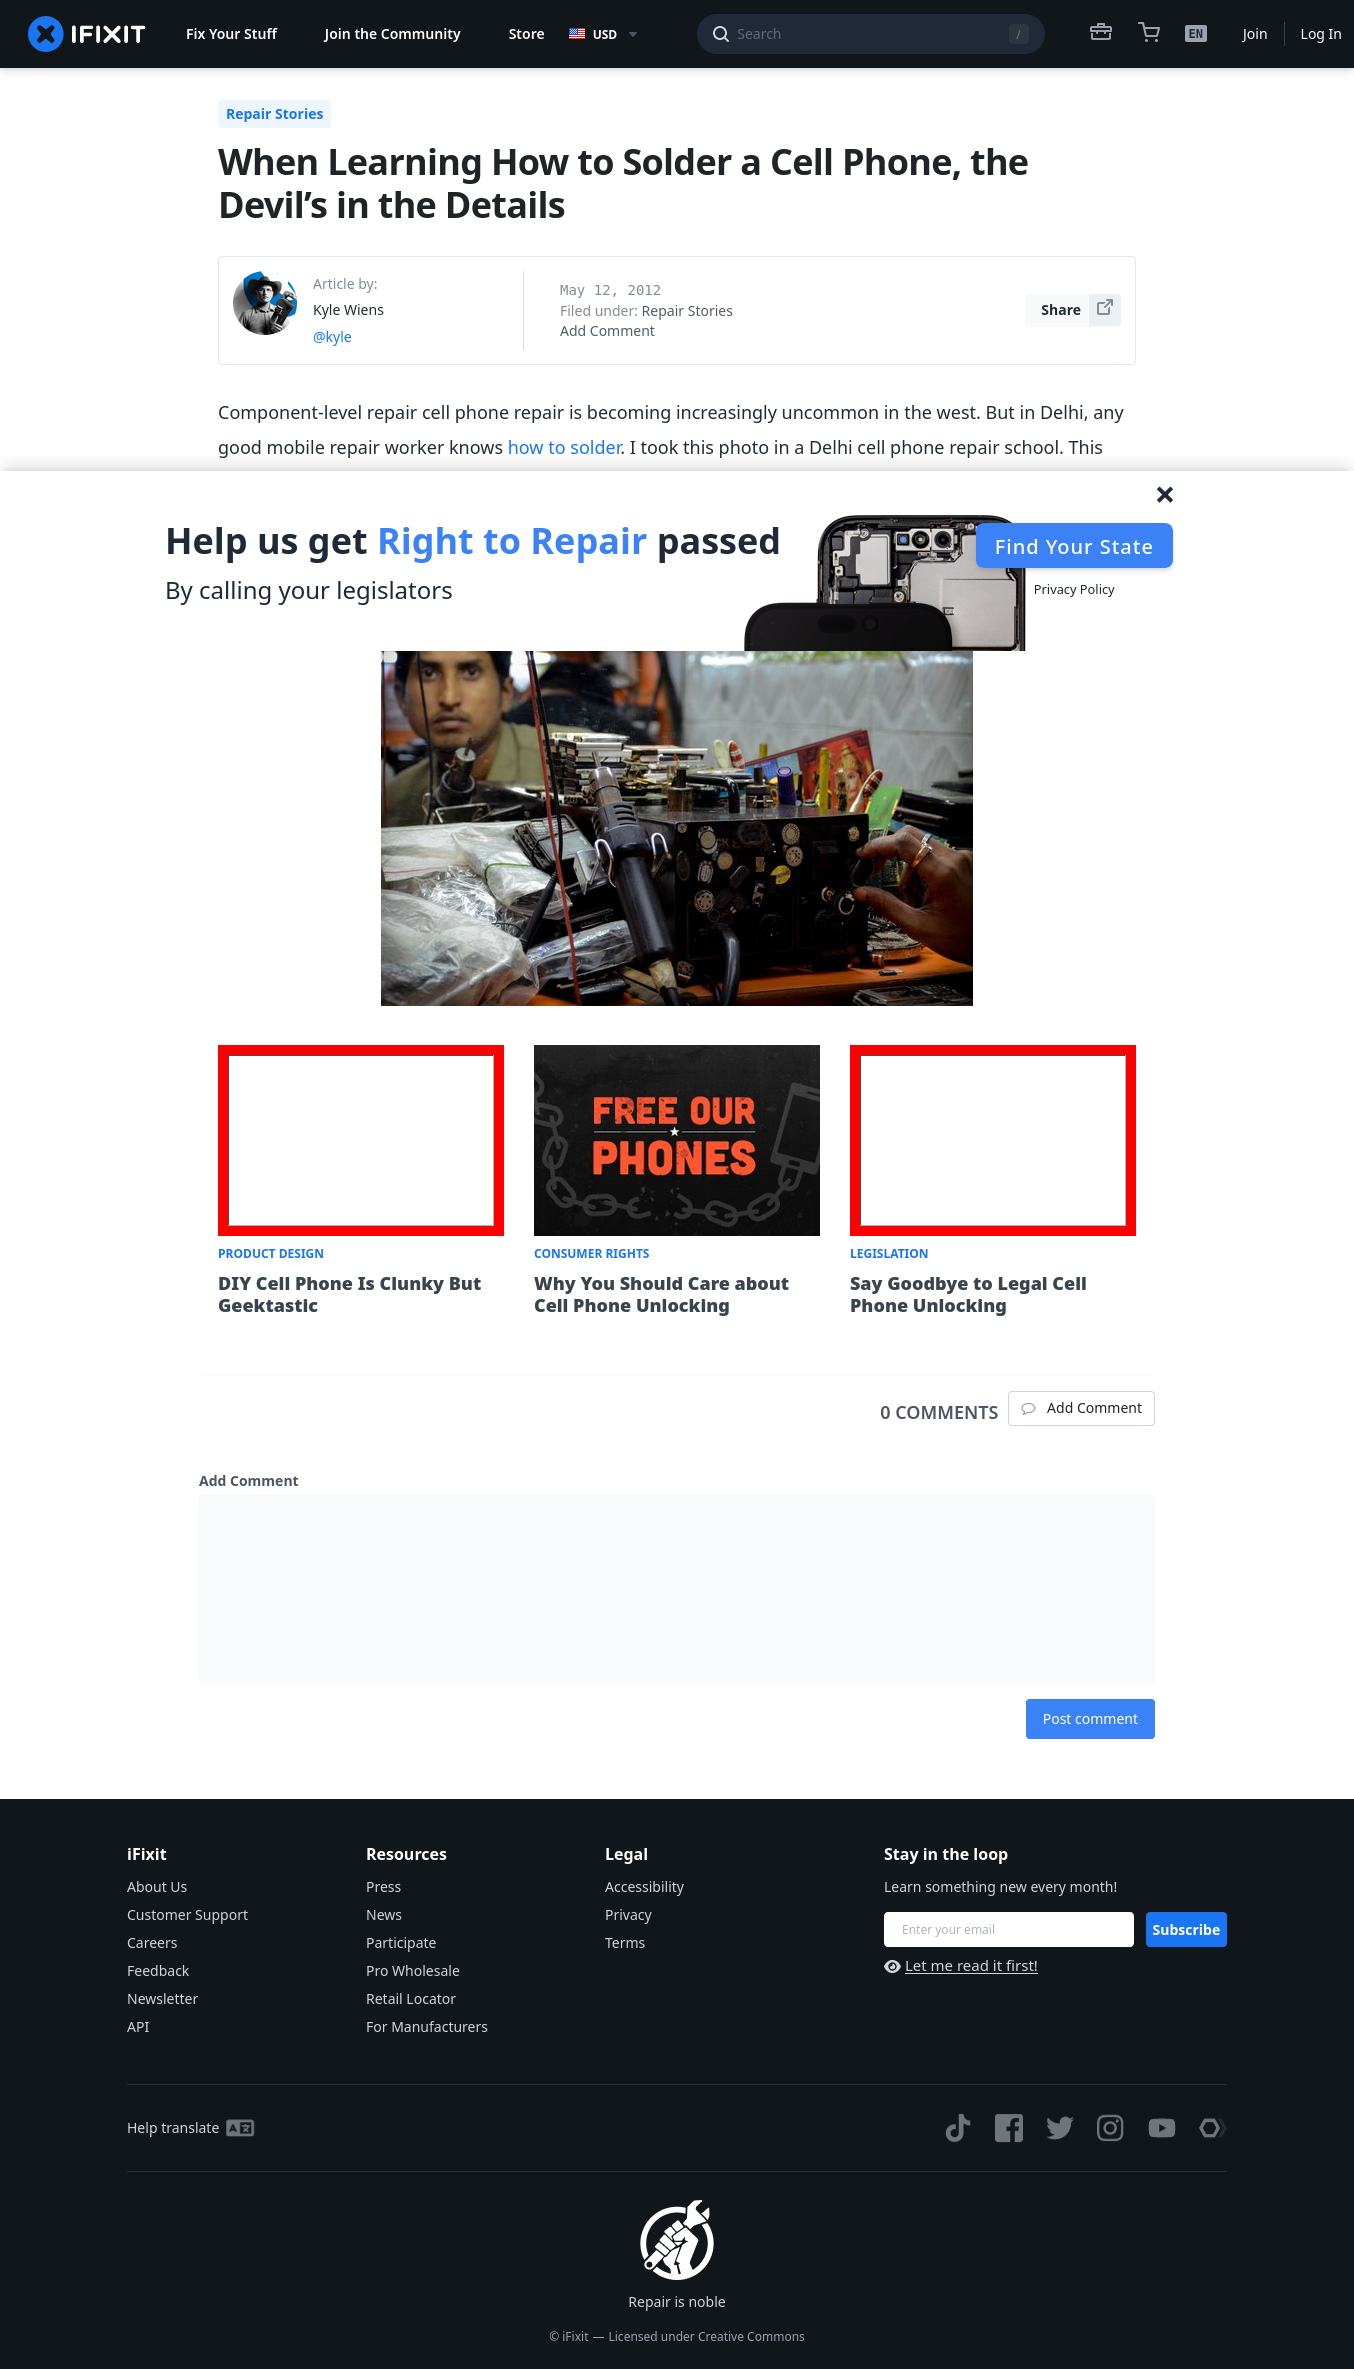 IFIXIT
Fix Your Stuff
Join the Community
Store
USD
Search
/
EN
Join
Log In
Repair Stories
When Learning How to Solder a Cell Phone, the
Devil’s in the Details
Article by:
Kyle Wiens
@kyle
May 12, 2012
Filed under: Repair Stories
Add Comment
Share
Component-level repair cell phone repair is becoming increasingly uncommon in the west. But in Delhi, any
good mobile repair worker knows how to solder. I took this photo in a Delhi cell phone repair school. This
Help us get Right to Repair passed
By calling your legislators
Find Your State
Privacy Policy
FREE OUR
PHONES
PRODUCT DESIGN
DIY Cell Phone Is Clunky But
Geektastic
CONSUMER RIGHTS
Why You Should Care about
Cell Phone Unlocking
LEGISLATION
Say Goodbye to Legal Cell
Phone Unlocking
0 COMMENTS
Add Comment
Add Comment
Post comment
iFixit
About Us
Customer Support
Careers
Feedback
Newsletter
API
Resources
Press
News
Participate
Pro Wholesale
Retail Locator
For Manufacturers
Legal
Accessibility
Privacy
Terms
Stay in the loop
Learn something new every month!
Enter your email
Subscribe
Let me read it first!
Help translate
Repair is noble
© iFixit — Licensed under Creative Commons